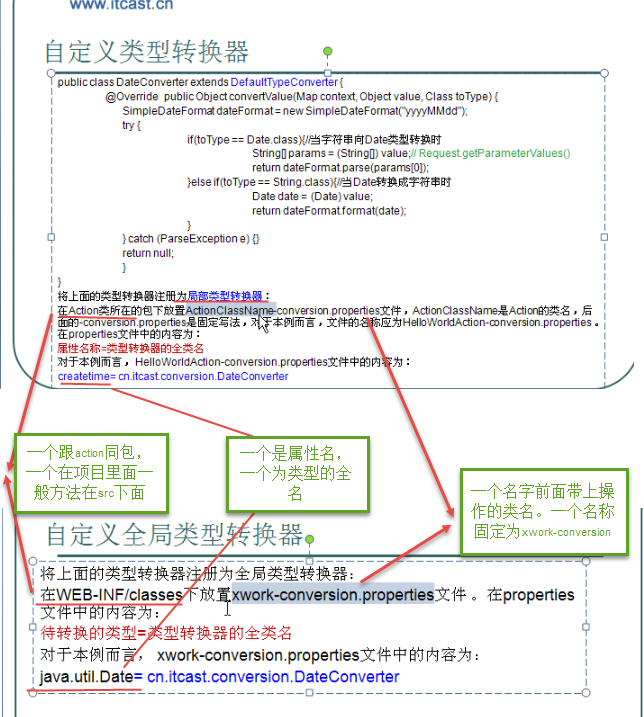 www.itcast.cn
自定义类型转换器
public class DateConverter extends DefaultTypeConverter {
@Override public Object convertValue(Map context, Object value, Class toType) {
SimpleDateFormat dateFormat = new SimpleDateFormat("yyyyMMdd");
try {
if(toType == Date.class){//当字符串向Date类型转换时
String[] params = (String[]) value;// Request.getParameterValues()
return dateFormat.parse(params[0]);
}else if(toType == String.class){//当Date转换成字符串时
Date date = (Date) value;
return dateFormat.format(date);
}
} catch (ParseException e) {}
return null;
}
}
将上面的类型转换器注册为局部类型转换器：
在Action类所在的包下放置ActionClassName-conversion.properties文件，ActionClassName是Action的类名，后
面的-conversion.properties是固定写法，对于本例而言，文件的名称应为HelloWorldAction-conversion.properties 。
在properties文件中的内容为：
属性名称=类型转换器的全类名
对于本例而言，HelloWorldAction-conversion.properties文件中的内容为：
createtime= cn.itcast.conversion.DateConverter
一个跟action同包，
一个在项目里面一
般方法在src下面
一个是属性名，
一个为类型的全
名
一个名字前面带上操
作的类名。一个名称
固定为xwork-conversion
自定义全局类型转换器
将上面的类型转换器注册为全局类型转换器：
在WEB-INF/classes下放置xwork-conversion.properties文件 。在properties
文件中的内容为：
待转换的类型=类型转换器的全类名
对于本例而言， xwork-conversion.properties文件中的内容为：
java.util.Date= cn.itcast.conversion.DateConverter